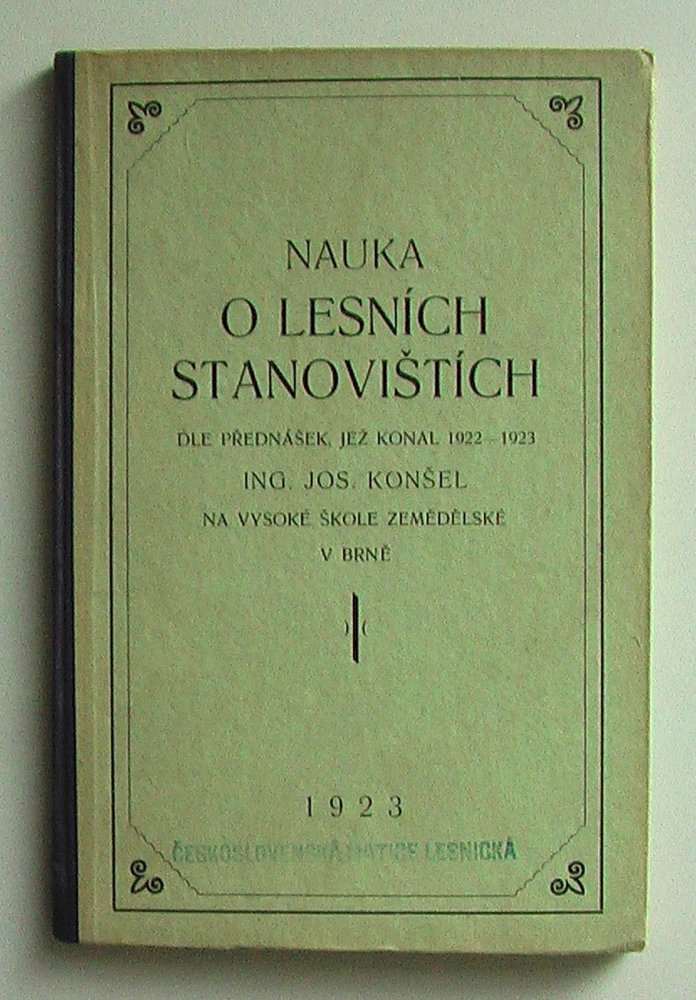 NAUKA
O LESNÍCH
STANOVIŠTÍCH
DLE PŘEDNÁŠEK, JEŽ KONAL 1922 – 1923
ING. JOS. KONŠEL
NA VYSOKÉ ŠKOLE ZEMĚDĚLSKÉ
V BRNĚ
1923
ČESKOSLOVENSKÁ MATICE LESNICKÁ